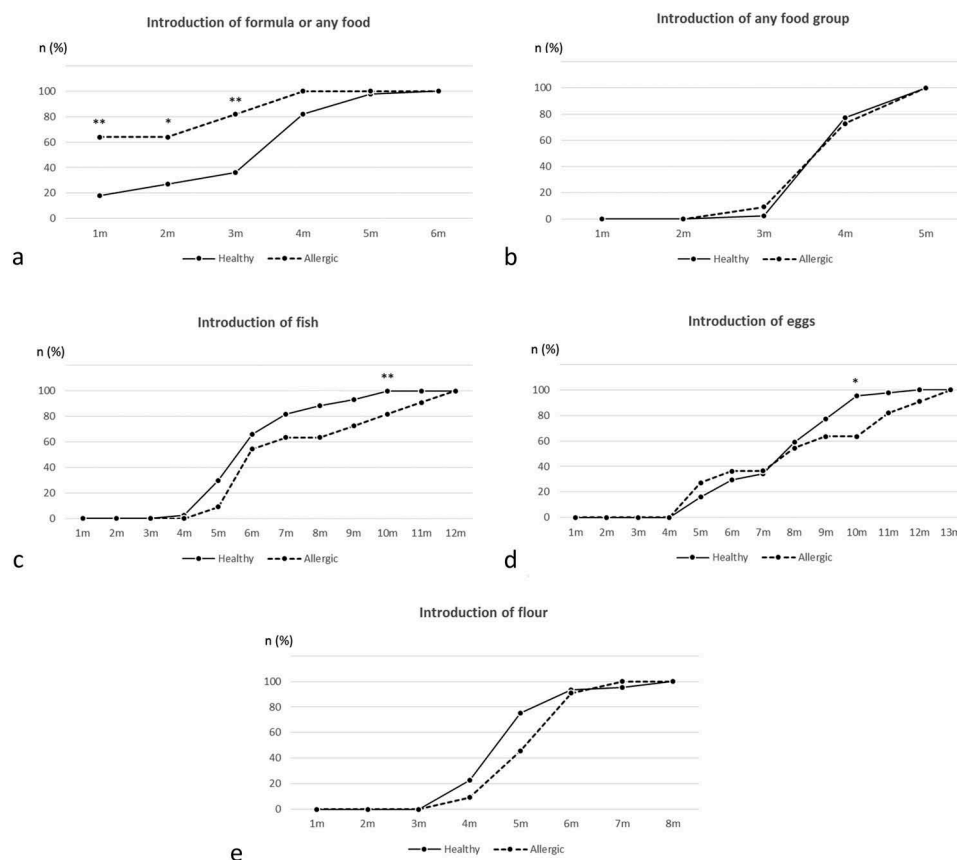 Introduction of formula or any food
n (%)
100
80
60
40
20
0
** * **
1m 2m 3m 4m 5m 6m
Healthy Allergic
a
Introduction of any food group
n (%)
100
80
60
40
20
0
1m 2m 3m 4m 5m
Healthy Allergic
b
Introduction of fish
n (%)
100
80
60
40
20
0
**
1m 2m 3m 4m 5m 6m 7m 8m 9m 10m 11m 12m
Healthy Allergic
c
Introduction of eggs
n (%)
100
80
60
40
20
0
*
1m 2m 3m 4m 5m 6m 7m 8m 9m 10m 11m 12m 13m
Healthy Allergic
d
Introduction of flour
n (%)
100
80
60
40
20
0
1m 2m 3m 4m 5m 6m 7m 8m
Healthy Allergic
e